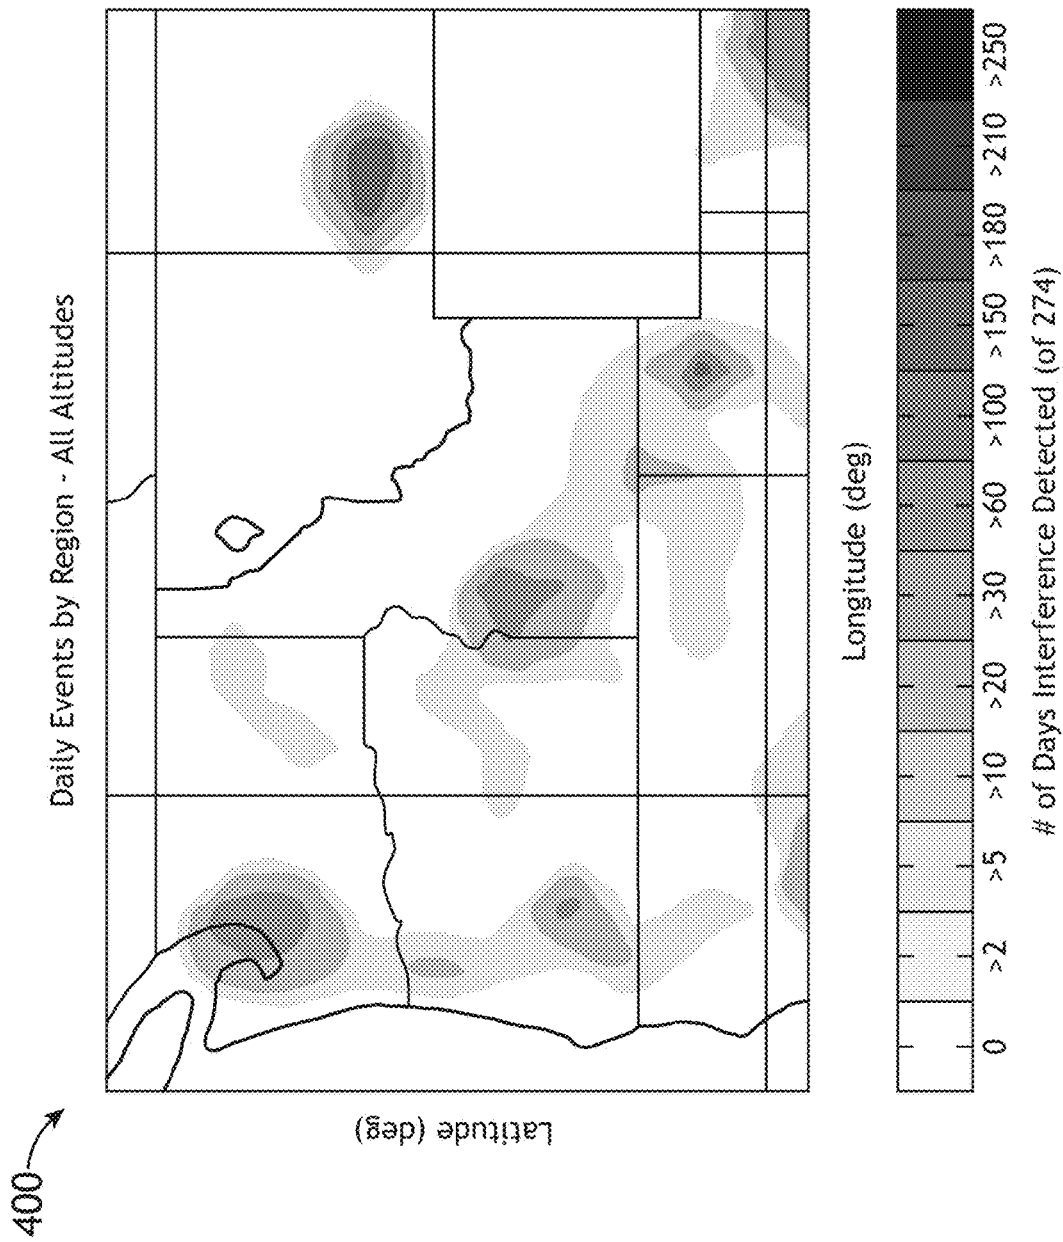 400
Daily Events by Region - All Altitudes
Latitude (deg)
Longitude (deg)
0 >2 >5 >10 >20 >30 >60 >100 >150 >180 >210 >250
# of Days Interference Detected (of 274)